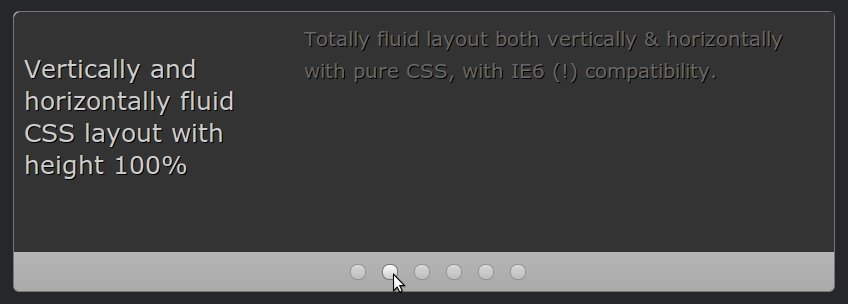 Vertically and
horizontally fluid
CSS layout with
height 100%
Totally fluid layout both vertically & horizontally
with pure CSS, with IE6 (!) compatibility.